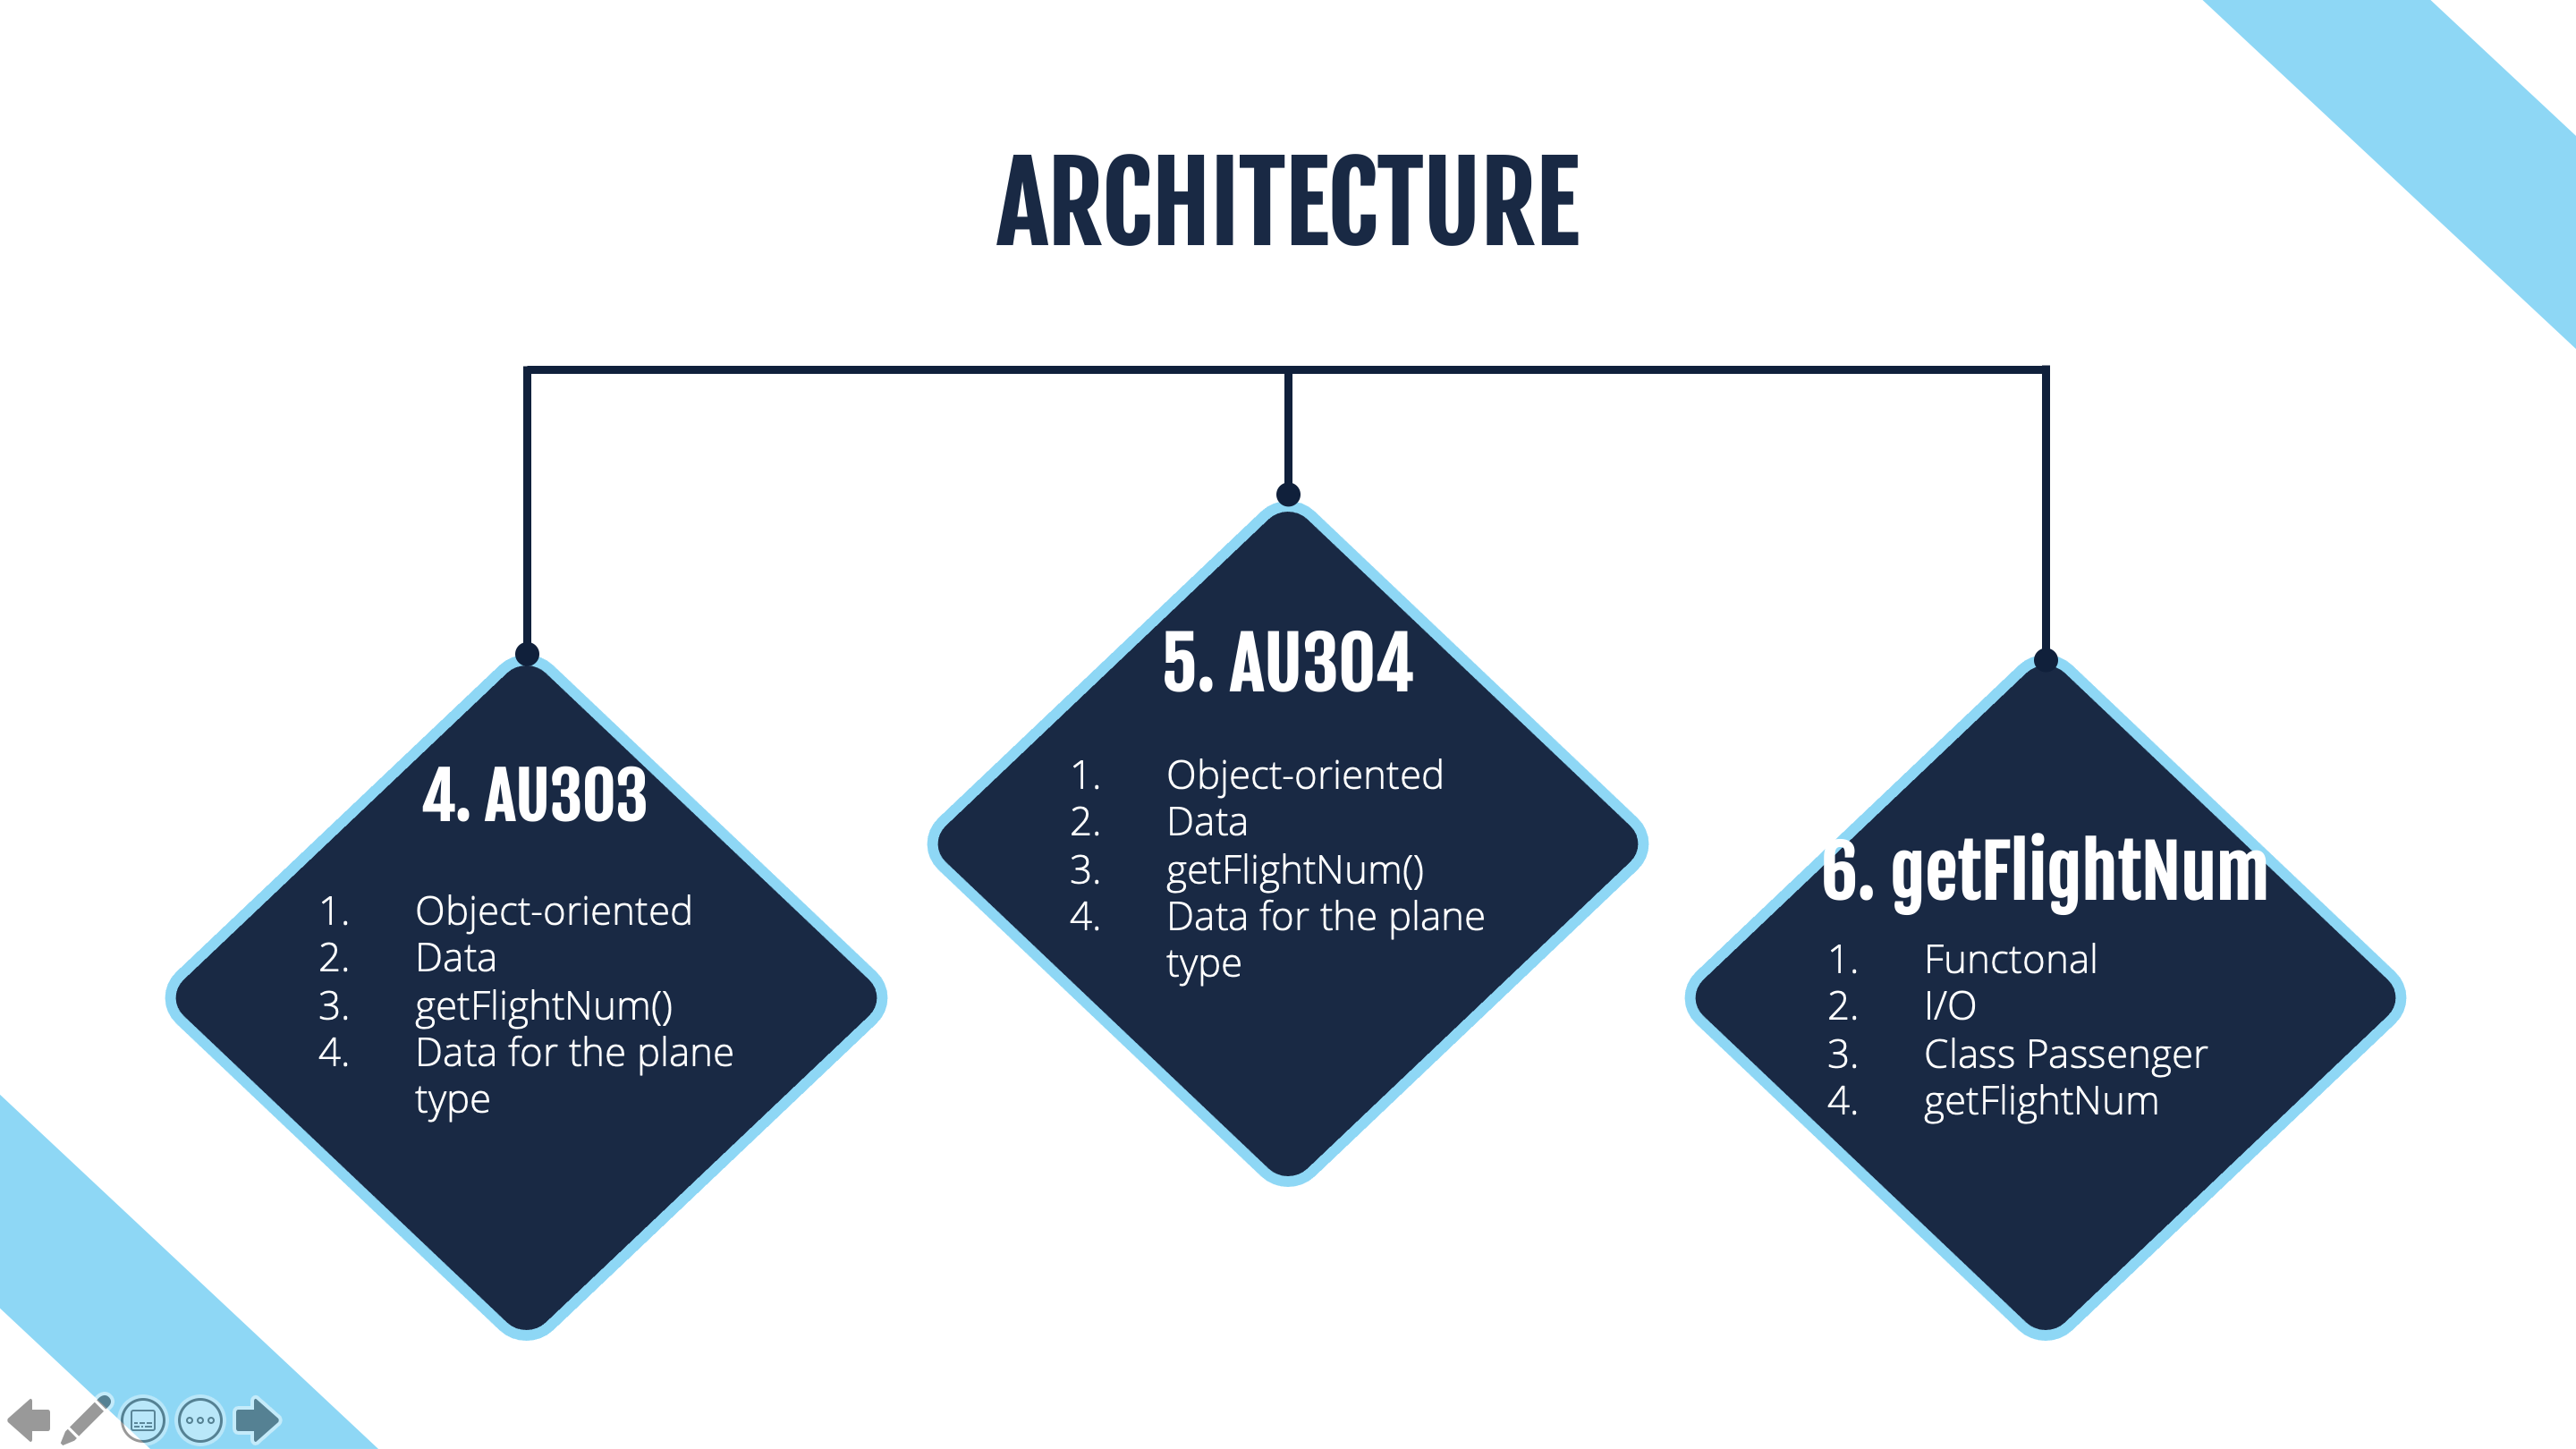 ARCHITECTURE
4. AU303
1. Object-oriented
2. Data
3. getFlightNum()
4. Data for the plane
type
5. AU304
1. Object-oriented
2. Data
3. getFlightNum()
4. Data for the plane
type
6. getFlightNum
1. Functonal
2. I/O
3. Class Passenger
4. getFlightNum